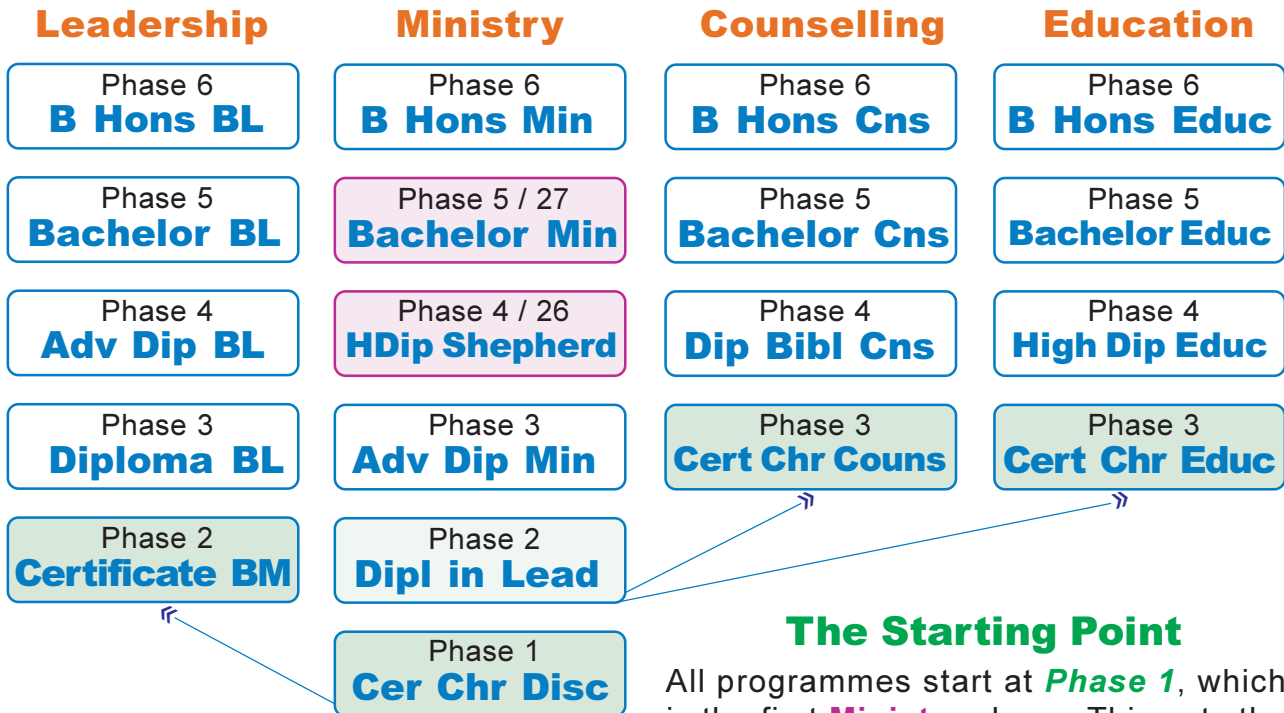 Leadership
Ministry
Counselling
Education
Phase 6
B Hons BL
Phase 6
B Hons Min
Phase 6
B Hons Cns
Phase 6
B Hons Educ
Phase 5
Bachelor BL
Phase 5 / 27
Bachelor Min
Phase 5
Bachelor Cns
Phase 5
Bachelor Educ
Phase 4
Adv Dip BL
Phase 4 / 26
HDip Shepherd
Phase 4
Dip Bibl Cns
Phase 4
High Dip Educ
Phase 3
Diploma BL
Phase 3
Adv Dip Min
Phase 3
Cert Chr Couns
Phase 3
Cert Chr Educ
Phase 2
Certificate BM
Phase 2
Dipl in Lead
Phase 1
Cer Chr Disc
The Starting Point
All programmes start at Phase 1, which